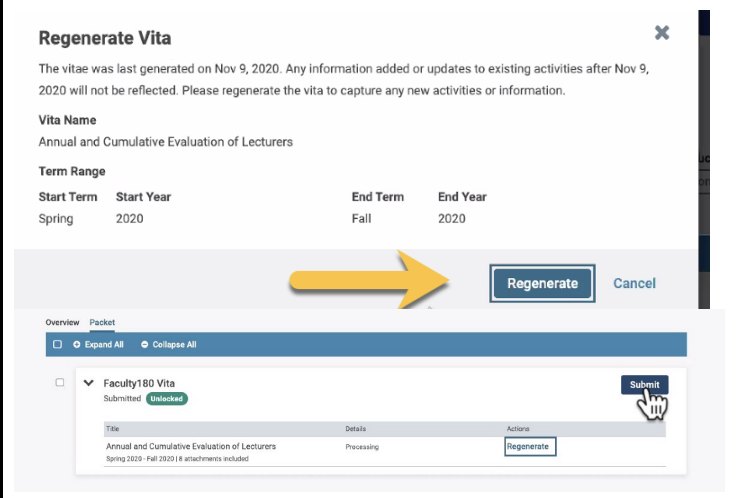 Regenerate Vita
The vitae was last generated on Nov 9, 2020. Any information added or updates to existing activities after Nov 9,
2020 will not be reflected. Please regenerate the vita to capture any new activities or information.
Vita Name
Annual and Cumulative Evaluation of Lecturers
Term Range
Start Term Start Year End Term End Year
Spring 2020 Fall 2020
Regenerate Cancel
Overview Packet
Expand All Collapse All
Faculty180 Vita Submit
Submitted Unlocked
Title Details Actions
Annual and Cumulative Evaluation of Lecturers Processing Regenerate
Spring 2020 - Fall 2020 | 8 attachments included